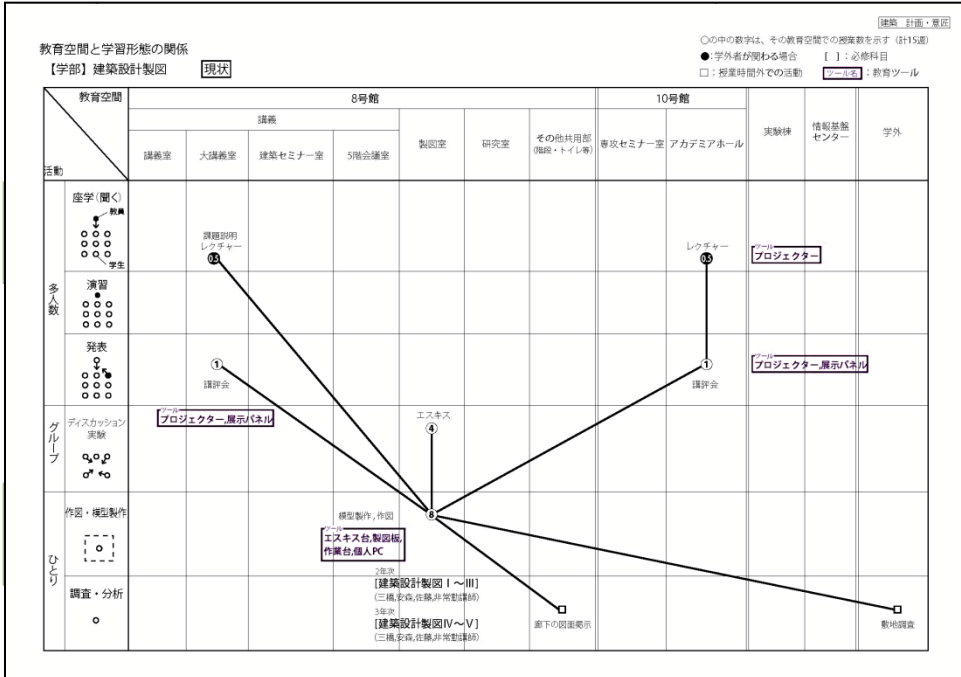 建築 計画・意匠
教育空間と学習形態の関係
【学部】建築設計製図 現状
○の中の数字は、その教育空間での授業数を示す（計15週）
●:学外者が関わる場合 [ ]：必修科目
□：授業時間外での活動 ツール名：教育ツール
教育空間
活動
8号館
10号館
講義
講義室
大講義室
建築セミナー室
5階会議室
製図室
研究室
その他共用部
(階段・トイレ等)
専攻セミナー室
アカデミアホール
実験棟
情報基盤
センター
学外
多人数
座学(聞く)
教員
学生
課題説明
レクチャー
0.5
レクチャー
0.5
ツール
プロジェクター
演習
発表
1
講評会
1
講評会
ツール
プロジェクター,展示パネル
ツール
プロジェクター,展示パネル
グループ
ディスカッション
実験
エスキス
4
ひとり
作図・模型製作
模型製作,作図
8
ツール
エスキス台,製図板,
作業台,個人PC
調査・分析
2年次
[建築設計製図Ⅰ～Ⅲ]
(三橋,安森,佐藤,非常勤講師)
3年次
[建築設計製図Ⅳ～Ⅴ]
(三橋,安森,佐藤,非常勤講師)
廊下の図面掲示
敷地調査